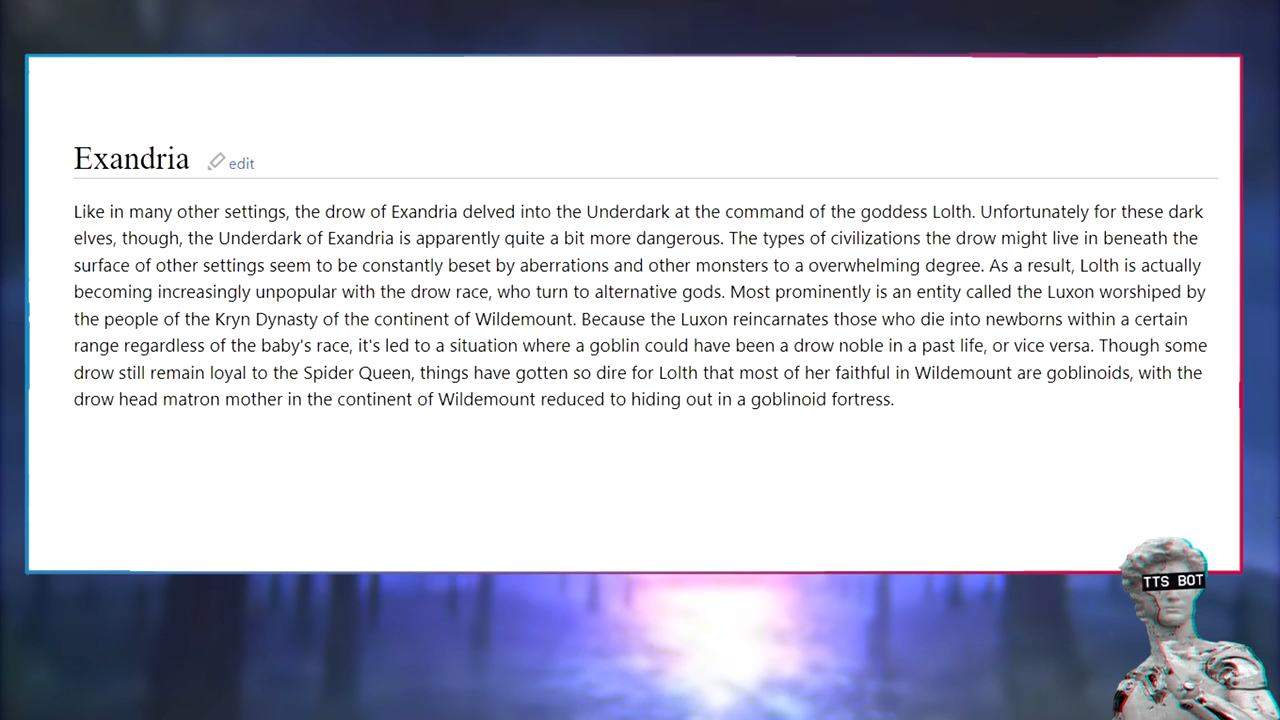 Exandria edit
Like in many other settings, the drow of Exandria delved into the Underdark at the command of the goddess Lolth. Unfortunately for these dark
elves, though, the Underdark of Exandria is apparently quite a bit more dangerous. The types of civilizations the drow might live in beneath the
surface of other settings seem to be constantly beset by aberrations and other monsters to a overwhelming degree. As a result, Lolth is actually
becoming increasingly unpopular with the drow race, who turn to alternative gods. Most prominently is an entity called the Luxon worshiped by
the people of the Kryn Dynasty of the continent of Wildemount. Because the Luxon reincarnates those who die into newborns within a certain
range regardless of the baby's race, it's led to a situation where a goblin could have been a drow noble in a past life, or vice versa. Though some
drow still remain loyal to the Spider Queen, things have gotten so dire for Lolth that most of her faithful in Wildemount are goblinoids, with the
drow head matron mother in the continent of Wildemount reduced to hiding out in a goblinoid fortress.
TTS BOT